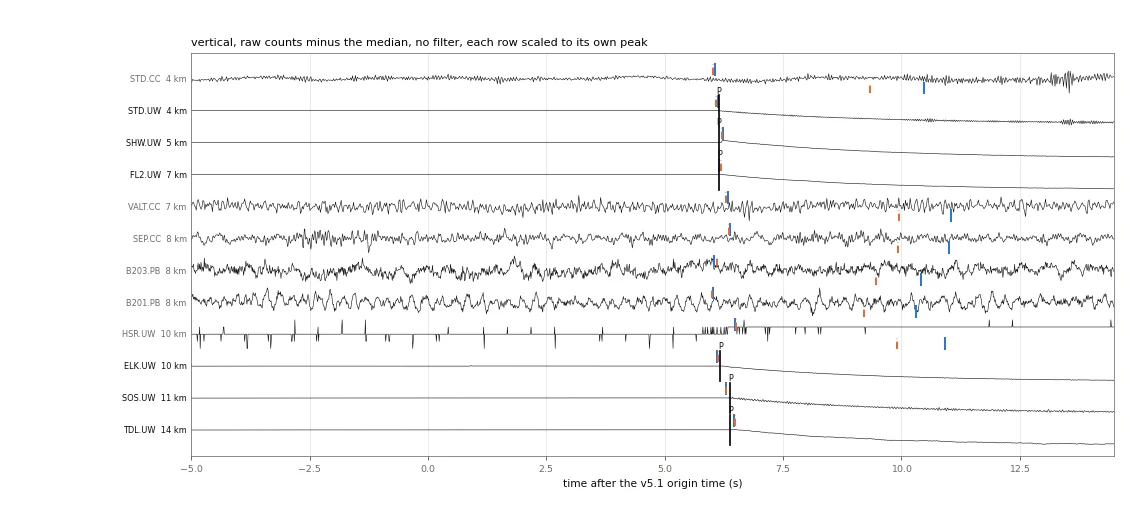 vertical, raw counts minus the median, no filter, each row scaled to its own peak
STD.CC 4 km
P
STD.UW 4 km
P
SHW.UW 5 km
P
FL2.UW 7 km
VALT.CC 7 km
SEP.CC 8 km
B203.PB 8 km
B201.PB 8 km
HSR.UW 10 km
P
ELK.UW 10 km
P
SOS.UW 11 km
P
TDL.UW 14 km
−5.0 −2.5 0.0 2.5 5.0 7.5 10.0 12.5
time after the v5.1 origin time (s)